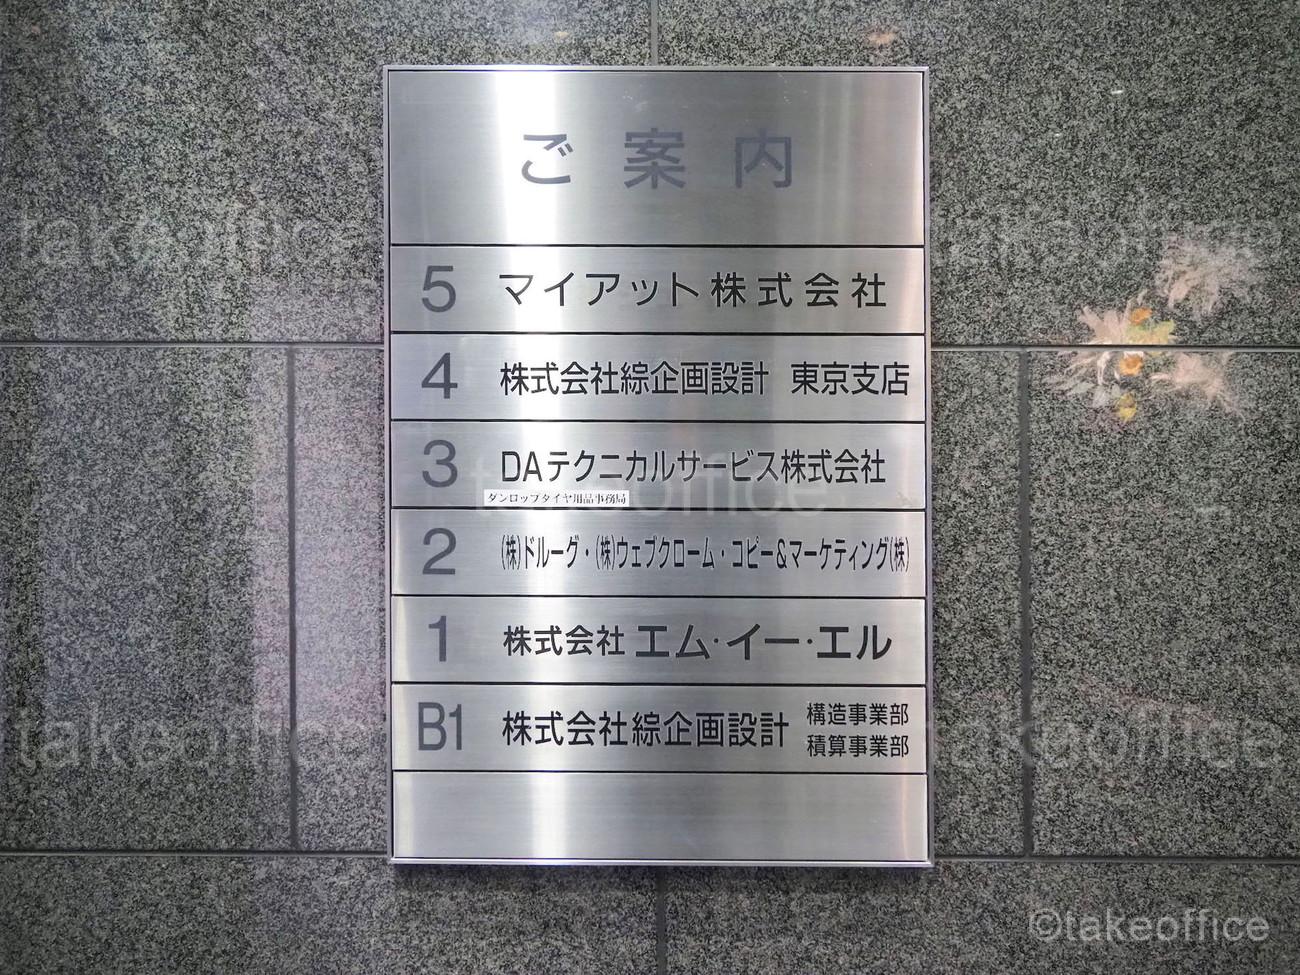 ご案内
5 マイアット株式会社
4 株式会社綜企画設計 東京支店
3 DAテクニカルサービス株式会社
ダンロップタイヤ用品事務局
2 (株)ドルーグ・(株)ウェブクローム・コピー&マーケティング(株)
1 株式会社エム・イー・エル
B1 株式会社綜企画設計 構造事業部
積算事業部
takeoffice
takeoffice
takeoffice
takeoffice
takeoffice
©takeoffice